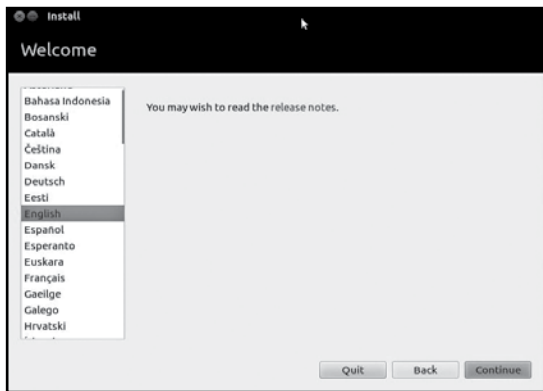 Install
Welcome
Bahasa Indonesia
Bosanski
Català
Čeština
Dansk
Deutsch
Eesti
English
Español
Esperanto
Euskara
Français
Gaeilge
Galego
Hrvatski
You may wish to read the release notes.
Quit
Back
Continue